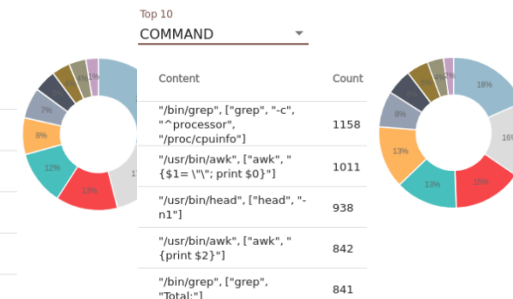 Top 10
COMMAND
Content Count
"/bin/grep", ["grep", "-c",
"^processor",
"/proc/cpuinfo"]
1158
"/usr/bin/awk", ["awk", "
{$1= \"\"; print $0}"]
1011
"/usr/bin/head", ["head", "-
n1"]
938
"/usr/bin/awk", ["awk", "
{print $2}"]
842
"/bin/grep", ["grep",
"Total:"]
841
7%
8%
12%
13%
18%
16%
13%
13%